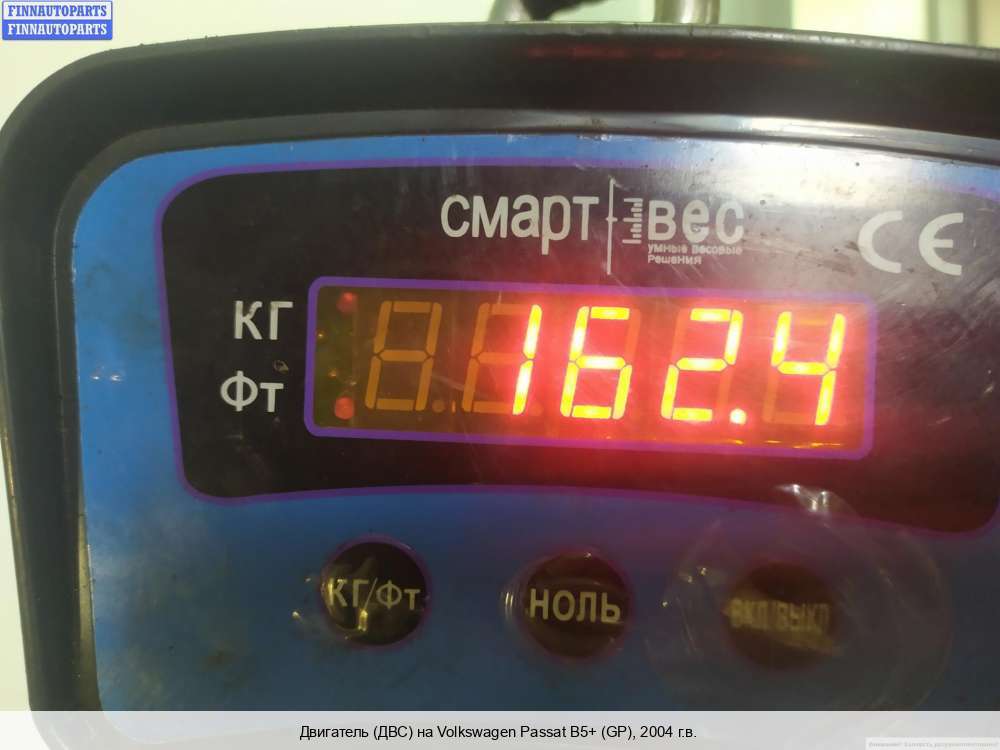 FINNAUTOPARTS
FINNAUTOPARTS
смарт вес
умные весовые
решения
CE
КГ
Фт
162.4
КГ/Фт
НОЛЬ
ВКЛ/ВЫКЛ
Двигатель (ДВС) на Volkswagen Passat B5+ (GP), 2004 г.в.